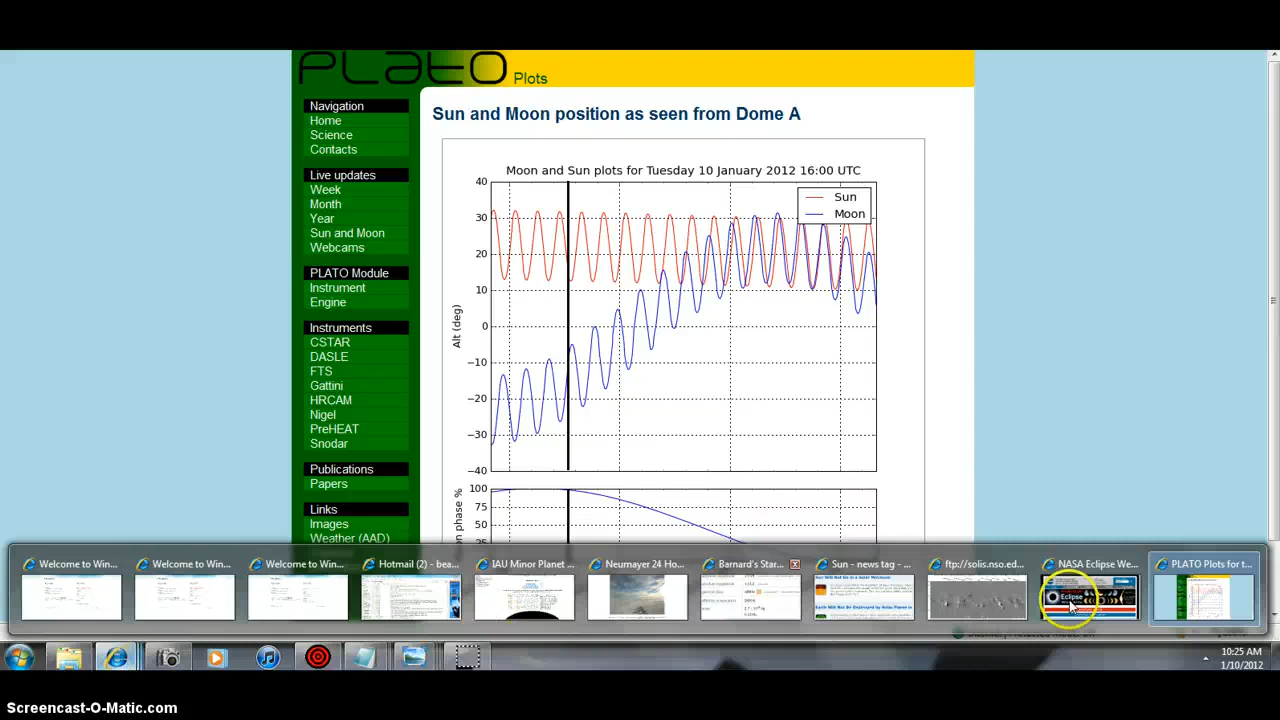 PLATO Plots
Navigation
Home
Science
Contacts
Live updates
Week
Month
Year
Sun and Moon
Webcams
PLATO Module
Instrument
Engine
Instruments
CSTAR
DASLE
FTS
Gattini
HRCAM
Nigel
PreHEAT
Snodar
Publications
Papers
Links
Images
Weather (AAD)
Sun and Moon position as seen from Dome A
Moon and Sun plots for Tuesday 10 January 2012 16:00 UTC
Sun
Moon
Alt (deg)
40
30
20
10
0
−10
−20
−30
−40
100
75
50
25
on phase %
Welcome to Win...
Welcome to Win...
Welcome to Win...
Hotmail (2) - bea...
IAU Minor Planet ...
Neumayer 24 Ho...
Barnard's Star...
Sun - news tag - ...
ftp://solis.nso.ed...
NASA Eclipse We...
PLATO Plots for t...
Eclipse
10:25 AM
1/10/2012
Screencast-O-Matic.com